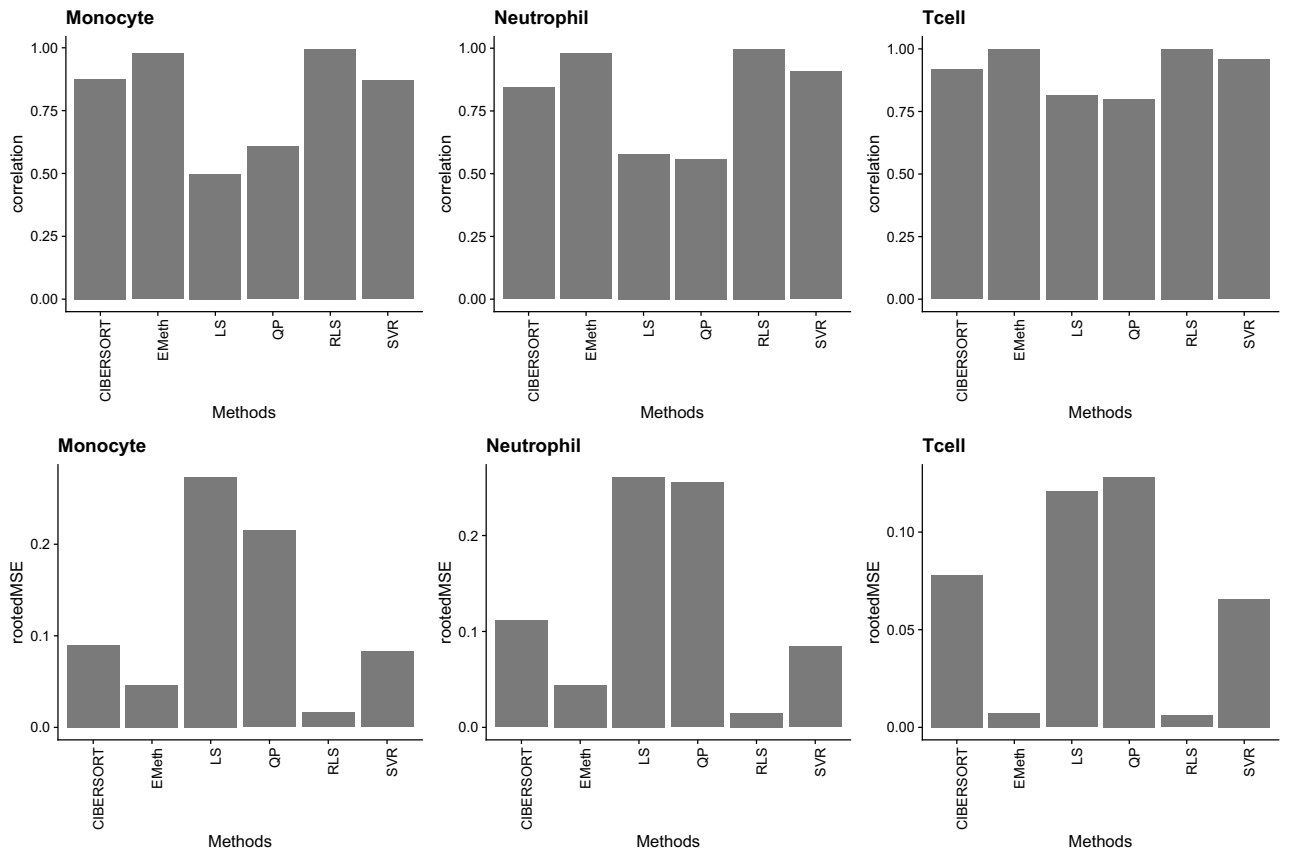 Monocyte
correlation
1.00
0.75
0.50
0.25
0.00
CIBERSORT
EMeth
LS
QP
RLS
SVR
Methods
Neutrophil
correlation
1.00
0.75
0.50
0.25
0.00
CIBERSORT
EMeth
LS
QP
RLS
SVR
Methods
Tcell
correlation
1.00
0.75
0.50
0.25
0.00
CIBERSORT
EMeth
LS
QP
RLS
SVR
Methods
Monocyte
rootedMSE
0.2
0.1
0.0
CIBERSORT
EMeth
LS
QP
RLS
SVR
Methods
Neutrophil
rootedMSE
0.2
0.1
0.0
CIBERSORT
EMeth
LS
QP
RLS
SVR
Methods
Tcell
rootedMSE
0.10
0.05
0.00
CIBERSORT
EMeth
LS
QP
RLS
SVR
Methods